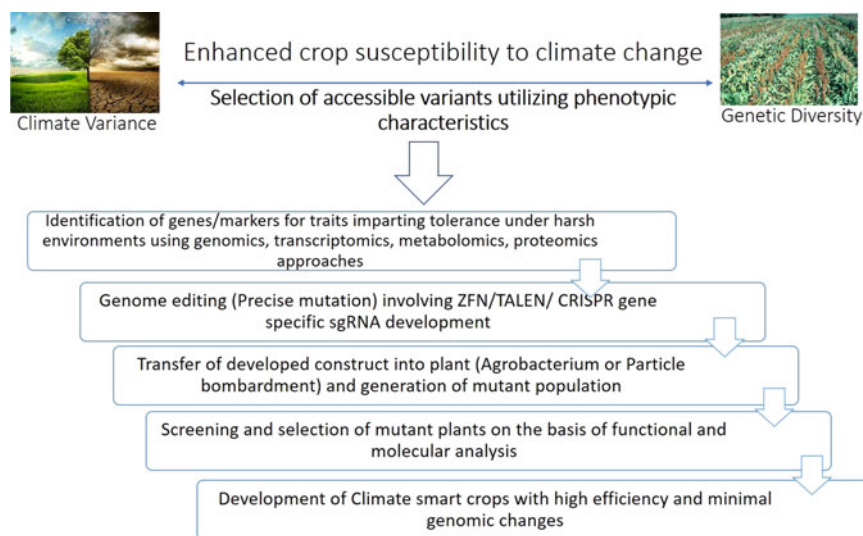 Enhanced crop susceptibility to climate change
Selection of accessible variants utilizing phenotypic
characteristics
Climate Variance
Genetic Diversity
Identification of genes/markers for traits imparting tolerance under harsh
environments using genomics, transcriptomics, metabolomics, proteomics
approaches
Genome editing (Precise mutation) involving ZFN/TALEN/ CRISPR gene
specific sgRNA development
Transfer of developed construct into plant (Agrobacterium or Particle
bombardment) and generation of mutant population
Screening and selection of mutant plants on the basis of functional and
molecular analysis
Development of Climate smart crops with high efficiency and minimal
genomic changes